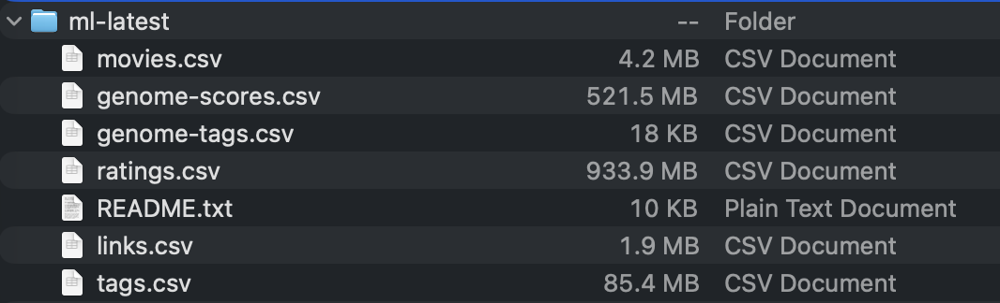 ml-latest -- Folder
movies.csv 4.2 MB CSV Document
genome-scores.csv 521.5 MB CSV Document
genome-tags.csv 18 KB CSV Document
ratings.csv 933.9 MB CSV Document
README.txt 10 KB Plain Text Document
links.csv 1.9 MB CSV Document
tags.csv 85.4 MB CSV Document